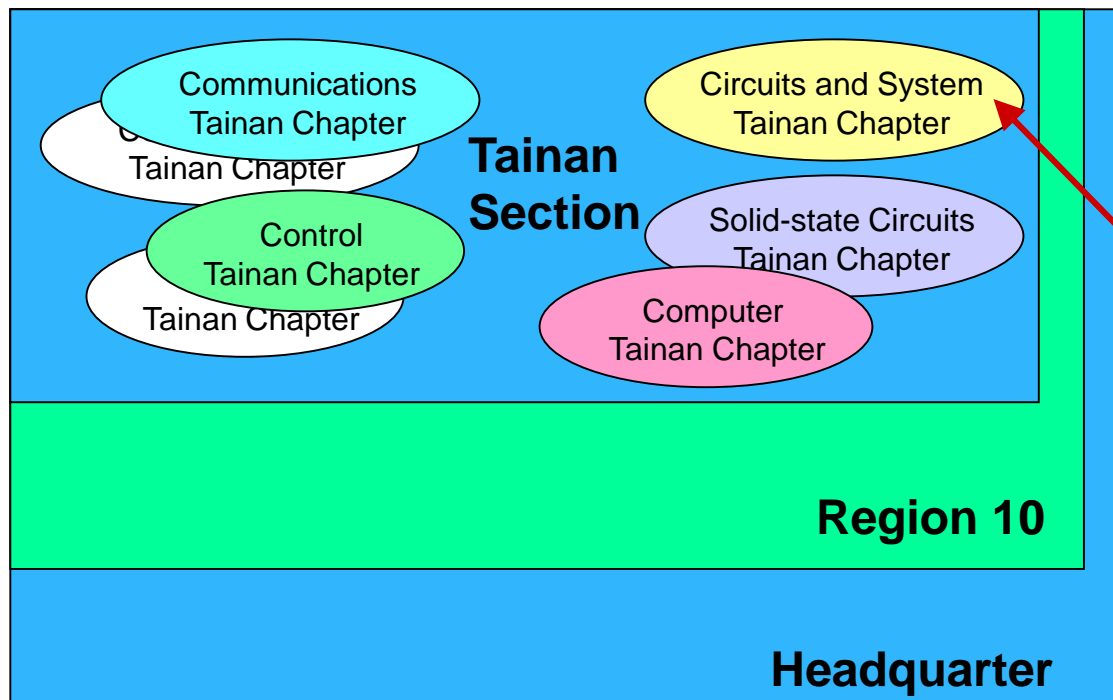 Communications
Tainan Chapter
Tainan Chapter
Control
Tainan Chapter
Tainan Chapter
Tainan
Section
Circuits and System
Tainan Chapter
Solid-state Circuits
Tainan Chapter
Computer
Tainan Chapter
Region 10
Headquarter